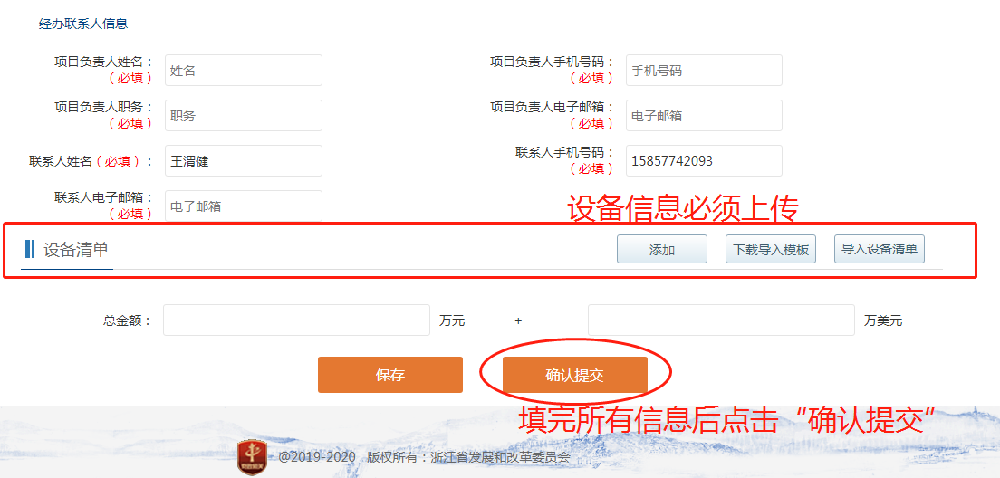 经办联系人信息
项目负责人姓名： 姓名 项目负责人手机号码： 手机号码
（必填） （必填）
项目负责人职务： 职务 项目负责人电子邮箱： 电子邮箱
（必填） （必填）
联系人姓名（必填）： 王渭健 联系人手机号码： 15857742093
（必填）
联系人电子邮箱： 电子邮箱
（必填）
设备信息必须上传
设备清单 添加 下载导入模板 导入设备清单
总金额： 万元 + 万美元
保存 确认提交
填完所有信息后点击“确认提交”
@2019-2020 版权所有：浙江省发展和改革委员会